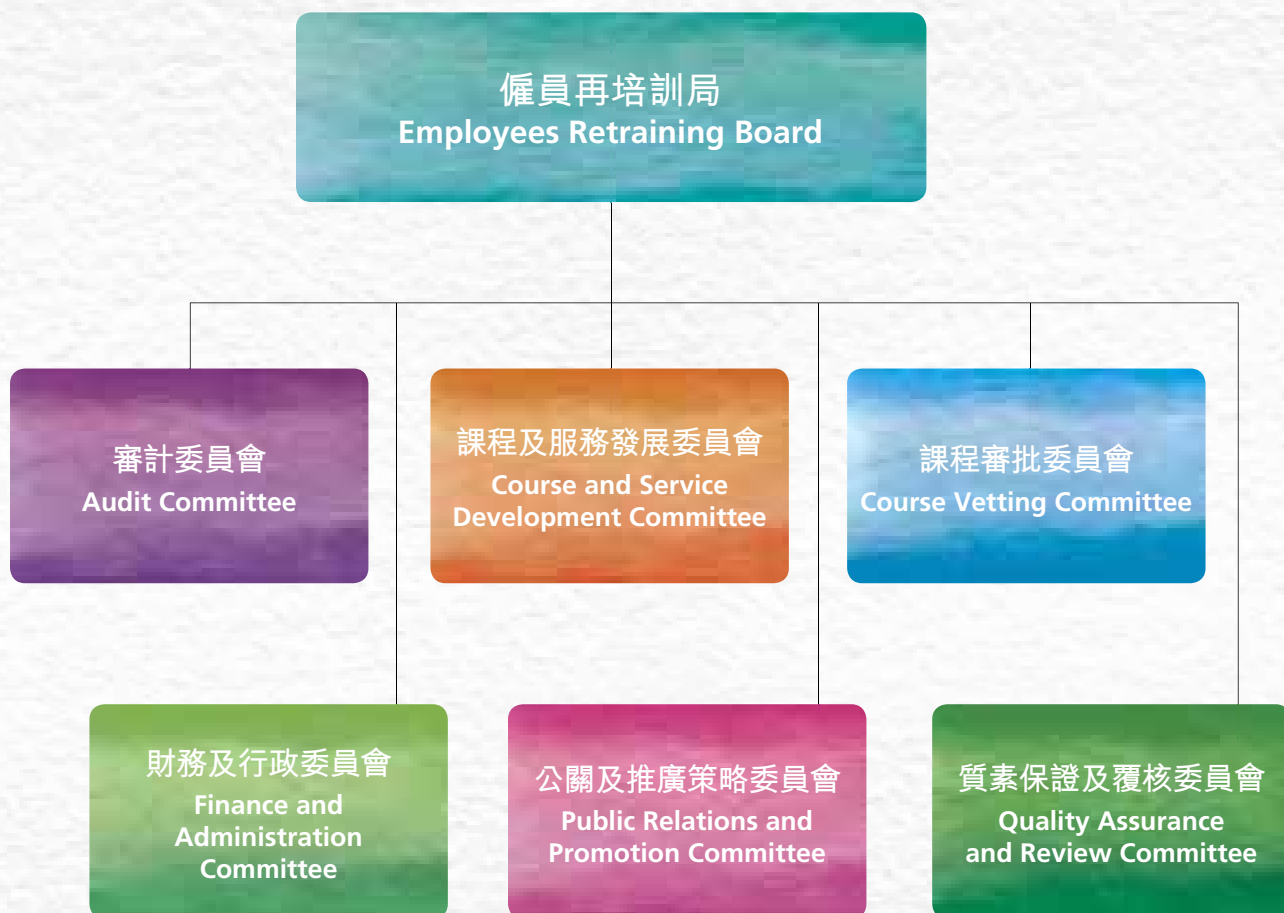 僱員再培訓局
Employees Retraining Board
審計委員會
Audit Committee
課程及服務發展委員會
Course and Service
Development Committee
課程審批委員會
Course Vetting Committee
財務及行政委員會
Finance and
Administration
Committee
公關及推廣策略委員會
Public Relations and
Promotion Committee
質素保證及覆核委員會
Quality Assurance
and Review Committee